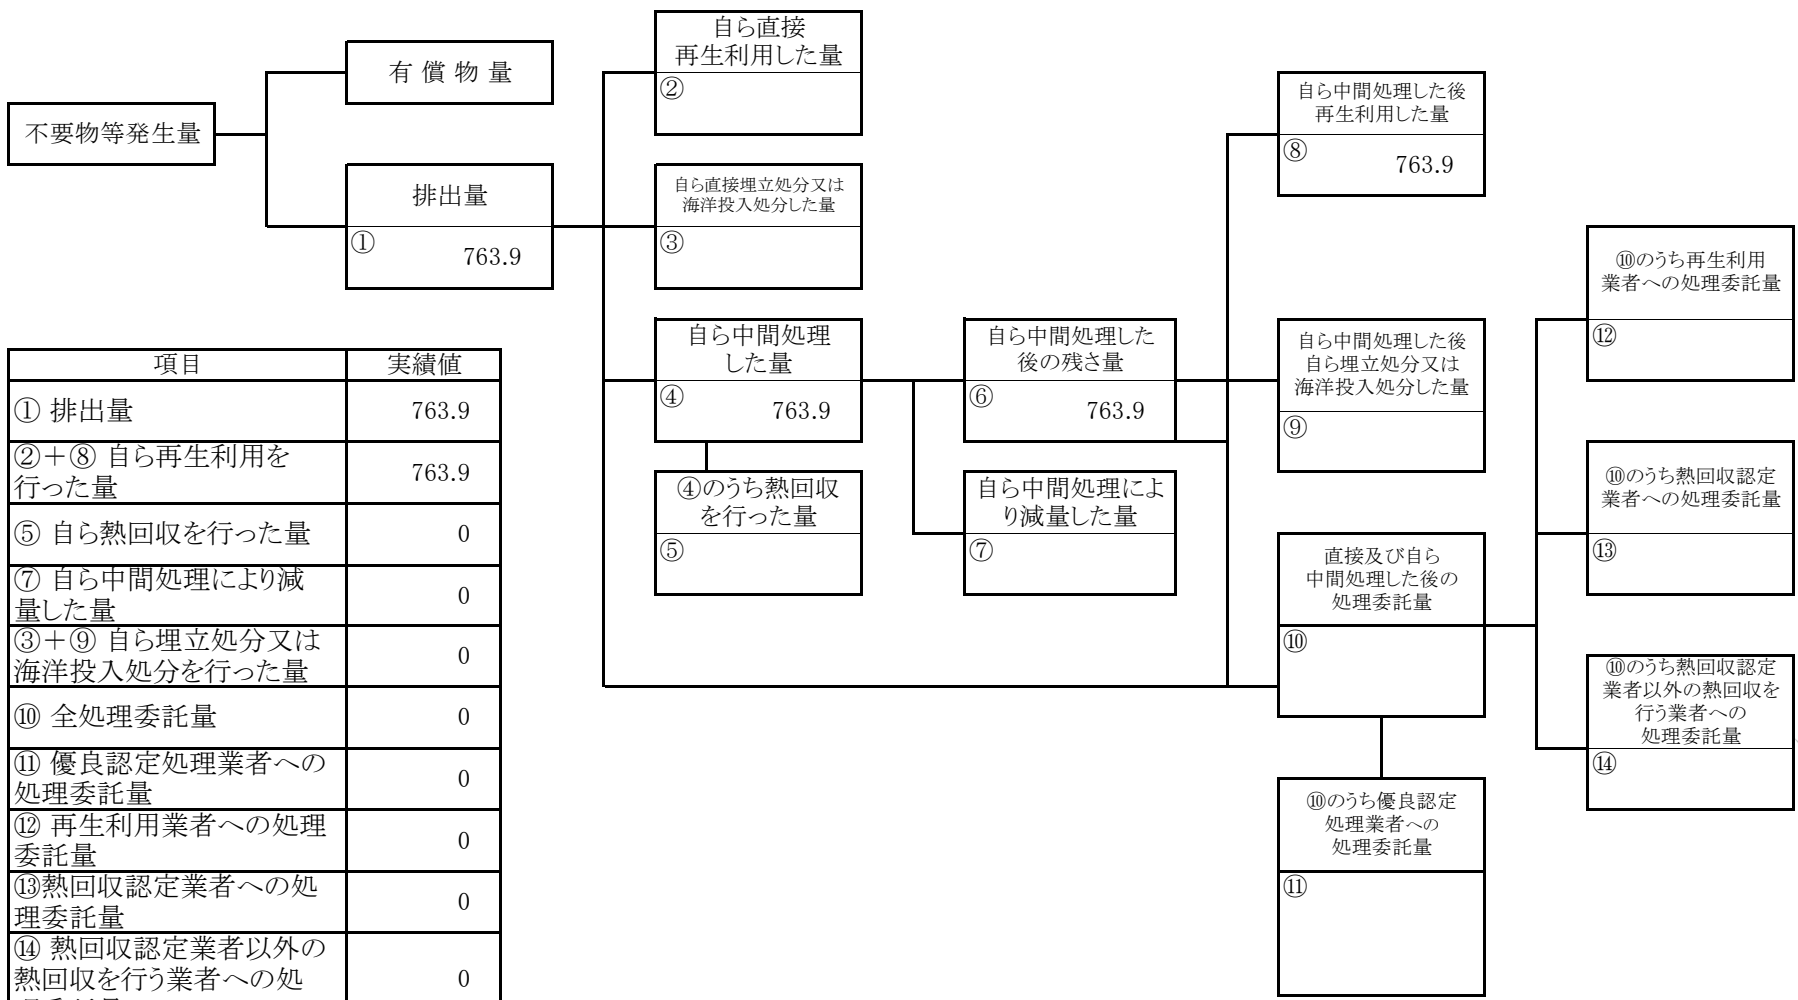 自ら直接
再生利用した量
②
有 償 物 量
自ら中間処理した後
再生利用した量
⑧
763.9
不要物等発生量
排出量
①
763.9
自ら直接埋立処分又は
海洋投入処分した量
③
⑩のうち再生利用
業者への処理委託量
⑫
自ら中間処理
した量
④
763.9
自ら中間処理した
後の残さ量
⑥
763.9
自ら中間処理した後
自ら埋立処分又は
海洋投入処分した量
⑨
④のうち熱回収
を行った量
⑤
自ら中間処理によ
り減量した量
⑦
⑩のうち熱回収認定
業者への処理委託量
⑬
直接及び自ら
中間処理した後の
処理委託量
⑩
⑩のうち熱回収認定
業者以外の熱回収を
行う業者への
処理委託量
⑭
⑩のうち優良認定
処理業者への
処理委託量
⑪
項目 実績値
① 排出量 763.9
②＋⑧ 自ら再生利用を
行った量 763.9
⑤ 自ら熱回収を行った量 0
⑦ 自ら中間処理により減
量した量 0
③＋⑨ 自ら埋立処分又は
海洋投入処分を行った量 0
⑩ 全処理委託量 0
⑪ 優良認定処理業者への
処理委託量 0
⑫ 再生利用業者への処理
委託量 0
⑬熱回収認定業者への処
理委託量 0
⑭ 熱回収認定業者以外の
熱回収を行う業者への処 0